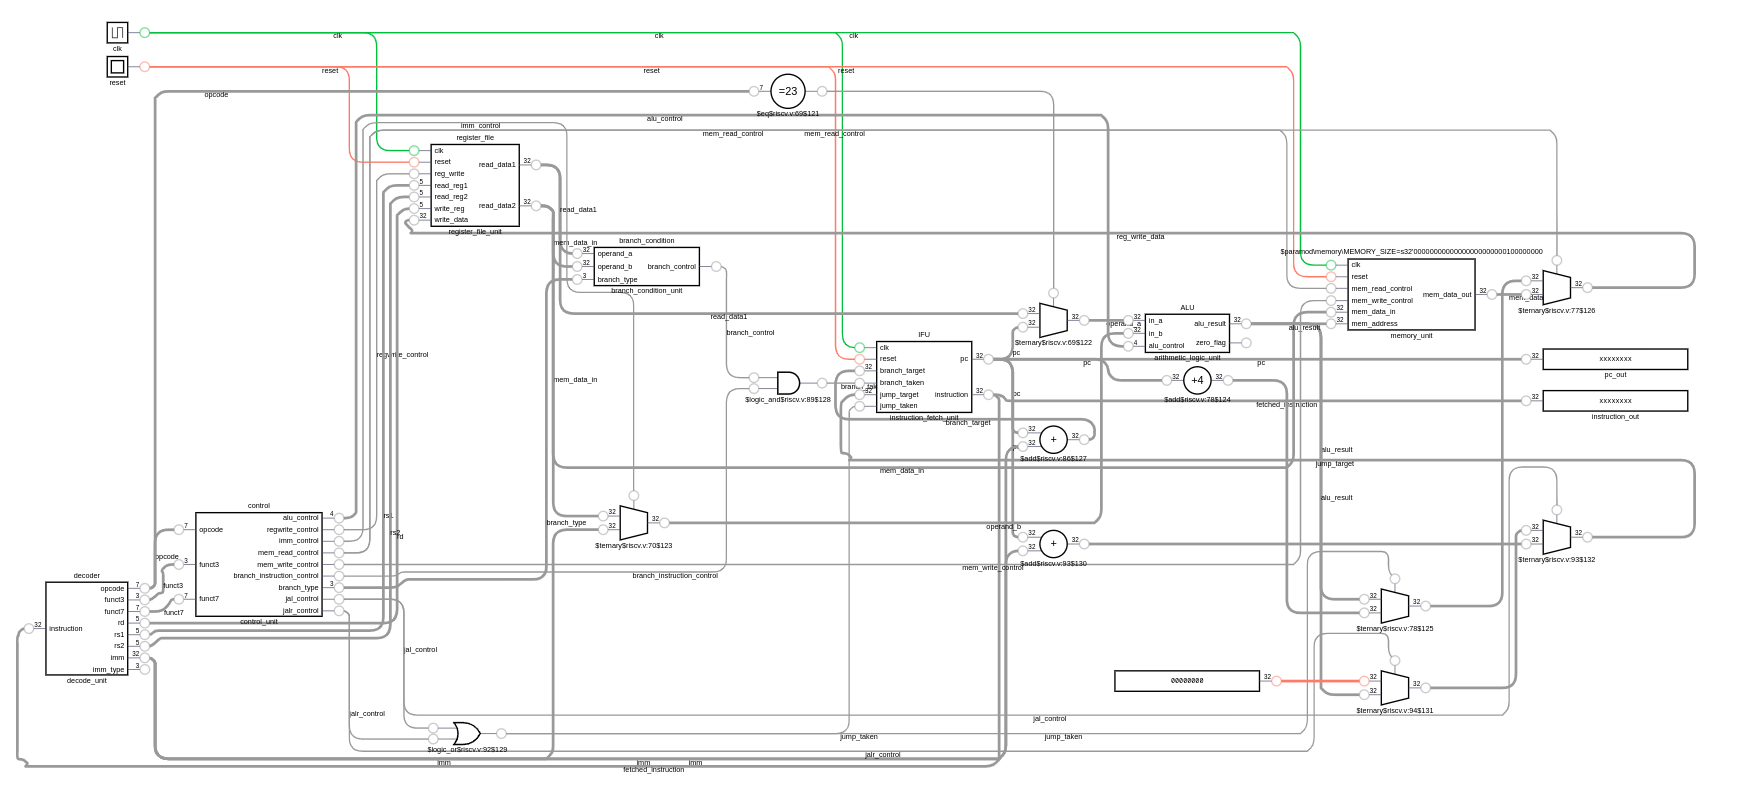 clk
clk
clk
clk
reset
reset
reset
reset
opcode
7
=23
$eq$riscv.v:69$121
alu_control
imm_control
mem_read_control
mem_read_control
register_file
clk
reset
reg_write
5
read_reg1
5
read_reg2
5
write_reg
32
write_data
read_data1
32
read_data2
32
register_file_unit
read_data1
reg_write_data
mem_data_in
branch_condition
32
operand_a
32
operand_b
3
branch_type
branch_control
branch_condition_unit
$paramod\memory\MEMORY_SIZE=s32'00000000000000000000000100000000
clk
reset
mem_read_control
mem_write_control
32
mem_data_in
32
mem_address
mem_data_out
32
memory_unit
32
32
32
$ternary$riscv.v:77$126
read_data1
branch_control
32
32
32
$ternary$riscv.v:69$122
ALU
32
in_a
32
in_b
4
alu_control
alu_result
32
zero_flag
arithmetic_logic_unit
alu_result
IFU
clk
reset
32
branch_target
branch_taken
32
jump_target
jump_taken
pc
32
instruction
32
instruction_fetch_unit
pc
pc
pc
pc
regwrite_control
mem_data_in
$logic_and$riscv.v:89$128
32
+4
32
$add$riscv.v:78$124
fetched_instruction
32
xxxxxxxx
pc_out
32
xxxxxxxx
instruction_out
branch_target
32
32
+
32
$add$riscv.v:86$127
alu_result
jump_target
mem_data_in
alu_result
control
opcode
3
funct3
7
funct7
7
alu_control
4
regwrite_control
imm_control
mem_read_control
mem_write_control
branch_instruction_control
branch_type
3
jal_control
jalr_control
control_unit
rs1
rs2
rd
branch_type
32
32
32
$ternary$riscv.v:70$123
operand_b
32
32
+
32
$add$riscv.v:93$130
mem_write_control
branch_instruction_control
32
32
32
$ternary$riscv.v:93$132
opcode
funct3
funct7
decoder
32
instruction
opcode
7
funct3
3
funct7
7
rd
5
rs1
5
rs2
5
imm
32
imm_type
3
decode_unit
32
32
32
$ternary$riscv.v:78$125
jal_control
00000000
32
32
32
32
$ternary$riscv.v:94$131
jalr_control
jal_control
$logic_or$riscv.v:92$129
jump_taken
jump_taken
jalr_control
imm
imm
imm
fetched_instruction